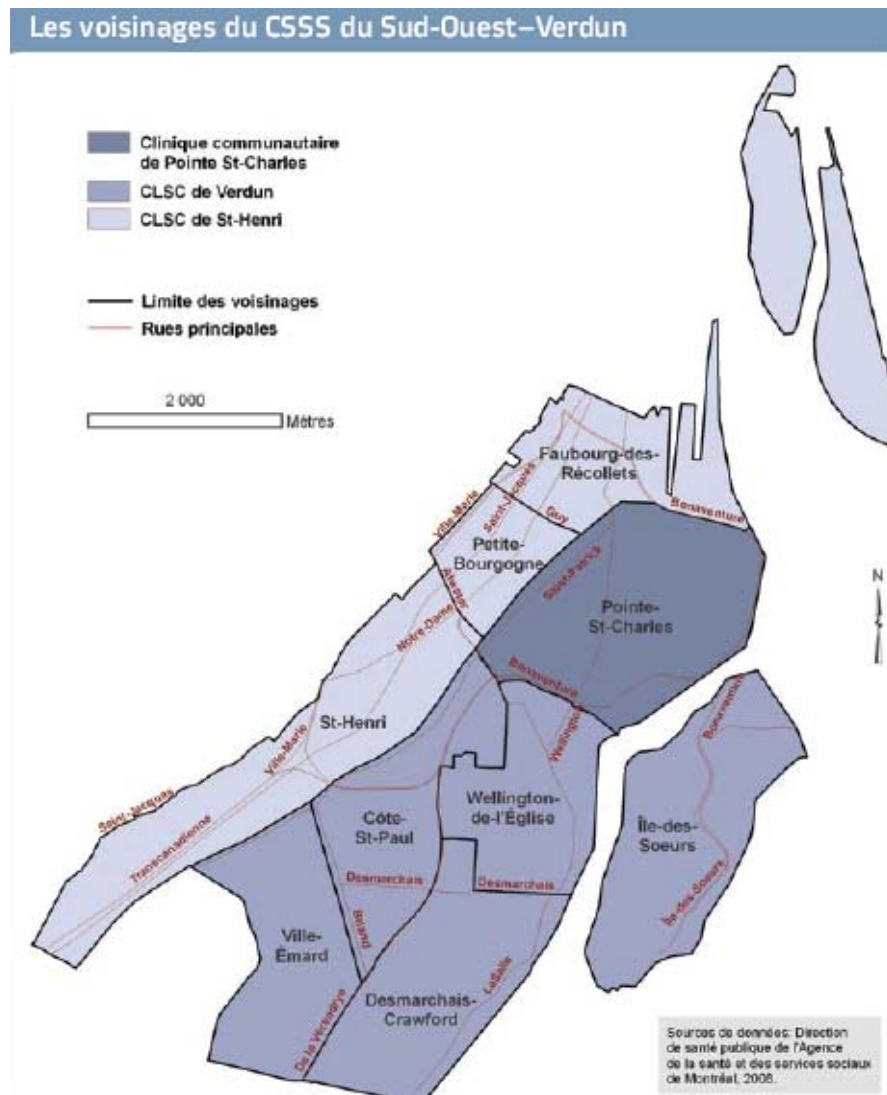 Les voisinages du CSSS du Sud-Ouest–Verdun
Clinique communautaire
de Pointe St-Charles
CLSC de Verdun
CLSC de St-Henri
Limite des voisinages
Rues principales
2 000
Mètres
Faubourg-des-
Récollets
Ville-Marie
Saint-Jacques
Guy
Bonaventure
Petite-
Bourgogne
Atwater
Saint-Patrick
Notre-Dame
Pointe-
St-Charles
N
Bonaventure
Wellington
Bonaventure
St-Henri
Ville-Marie
Saint-Jacques
Transcanadienne
Côte-
St-Paul
Wellington-
de-l'Église
Île-des-
Soeurs
Desmarchais
Desmarchais
Île-des-Soeurs
Briand
Ville-
Émard
LaSalle
Desmarchais-
Crawford
De la Vérendrye
Sources de données: Direction
de santé publique de l'Agence
de la santé et des services sociaux
de Montréal, 2008.